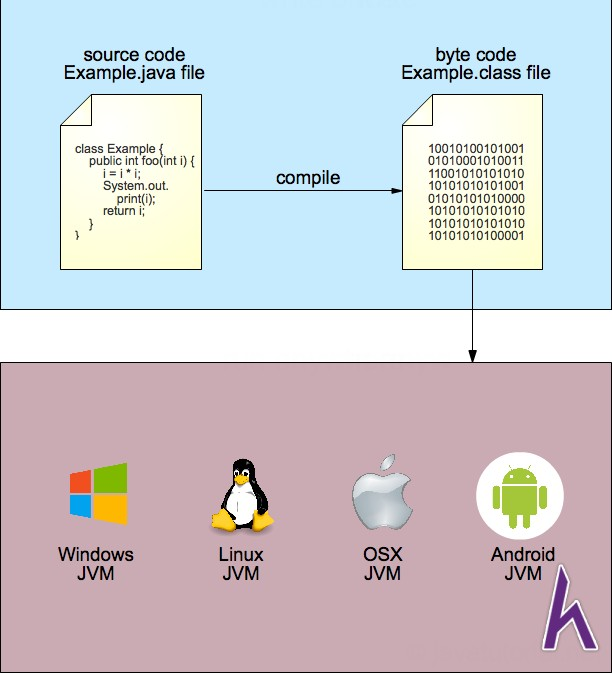 source code
Example.java file
byte code
Example.class file
class Example {
public int foo(int i) {
i = i * i;
System.out.
print(i);
return i;
}
}
compile
10010100101001
01010001010011
11001010101010
10101010101001
01010101010000
10101010101010
10101010101010
10101010100001
Windows
JVM
Linux
JVM
OSX
JVM
Android
JVM
h